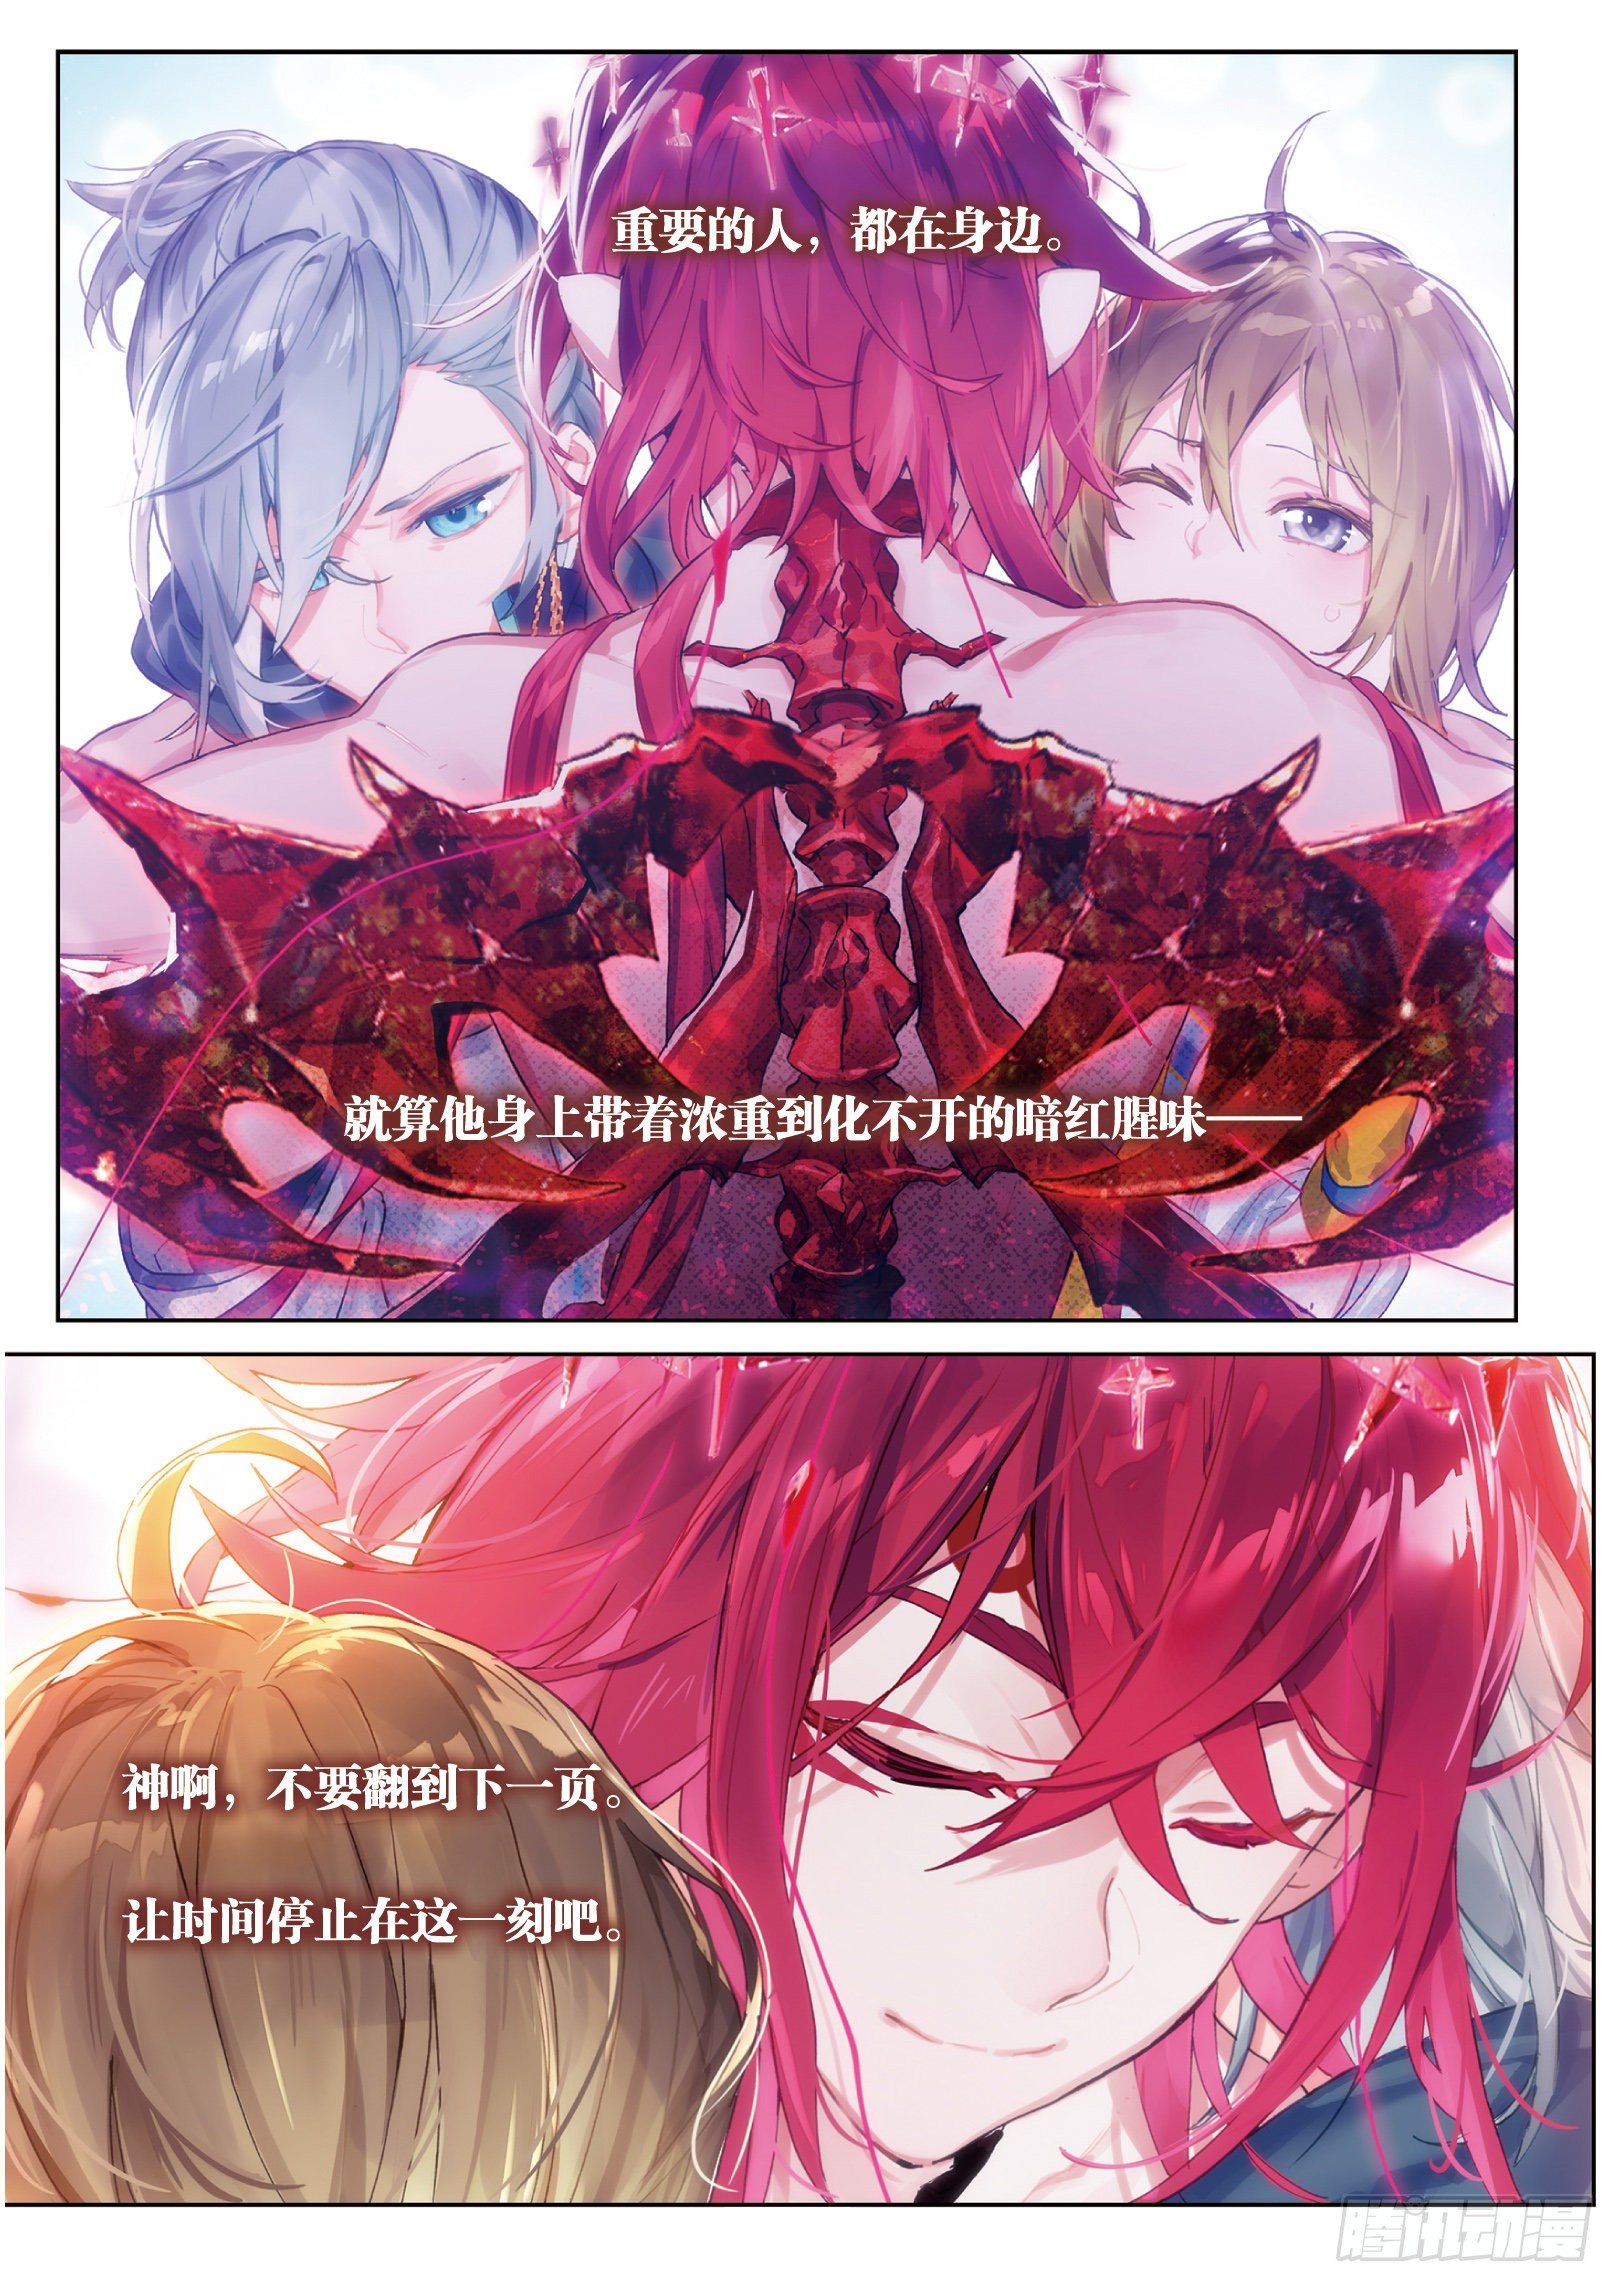 重要的人，都在身边。
就算他身上带着浓重到化不开的暗红腥味——
神啊，不要翻到下一页。
让时间停止在这一刻吧。
腾讯动漫